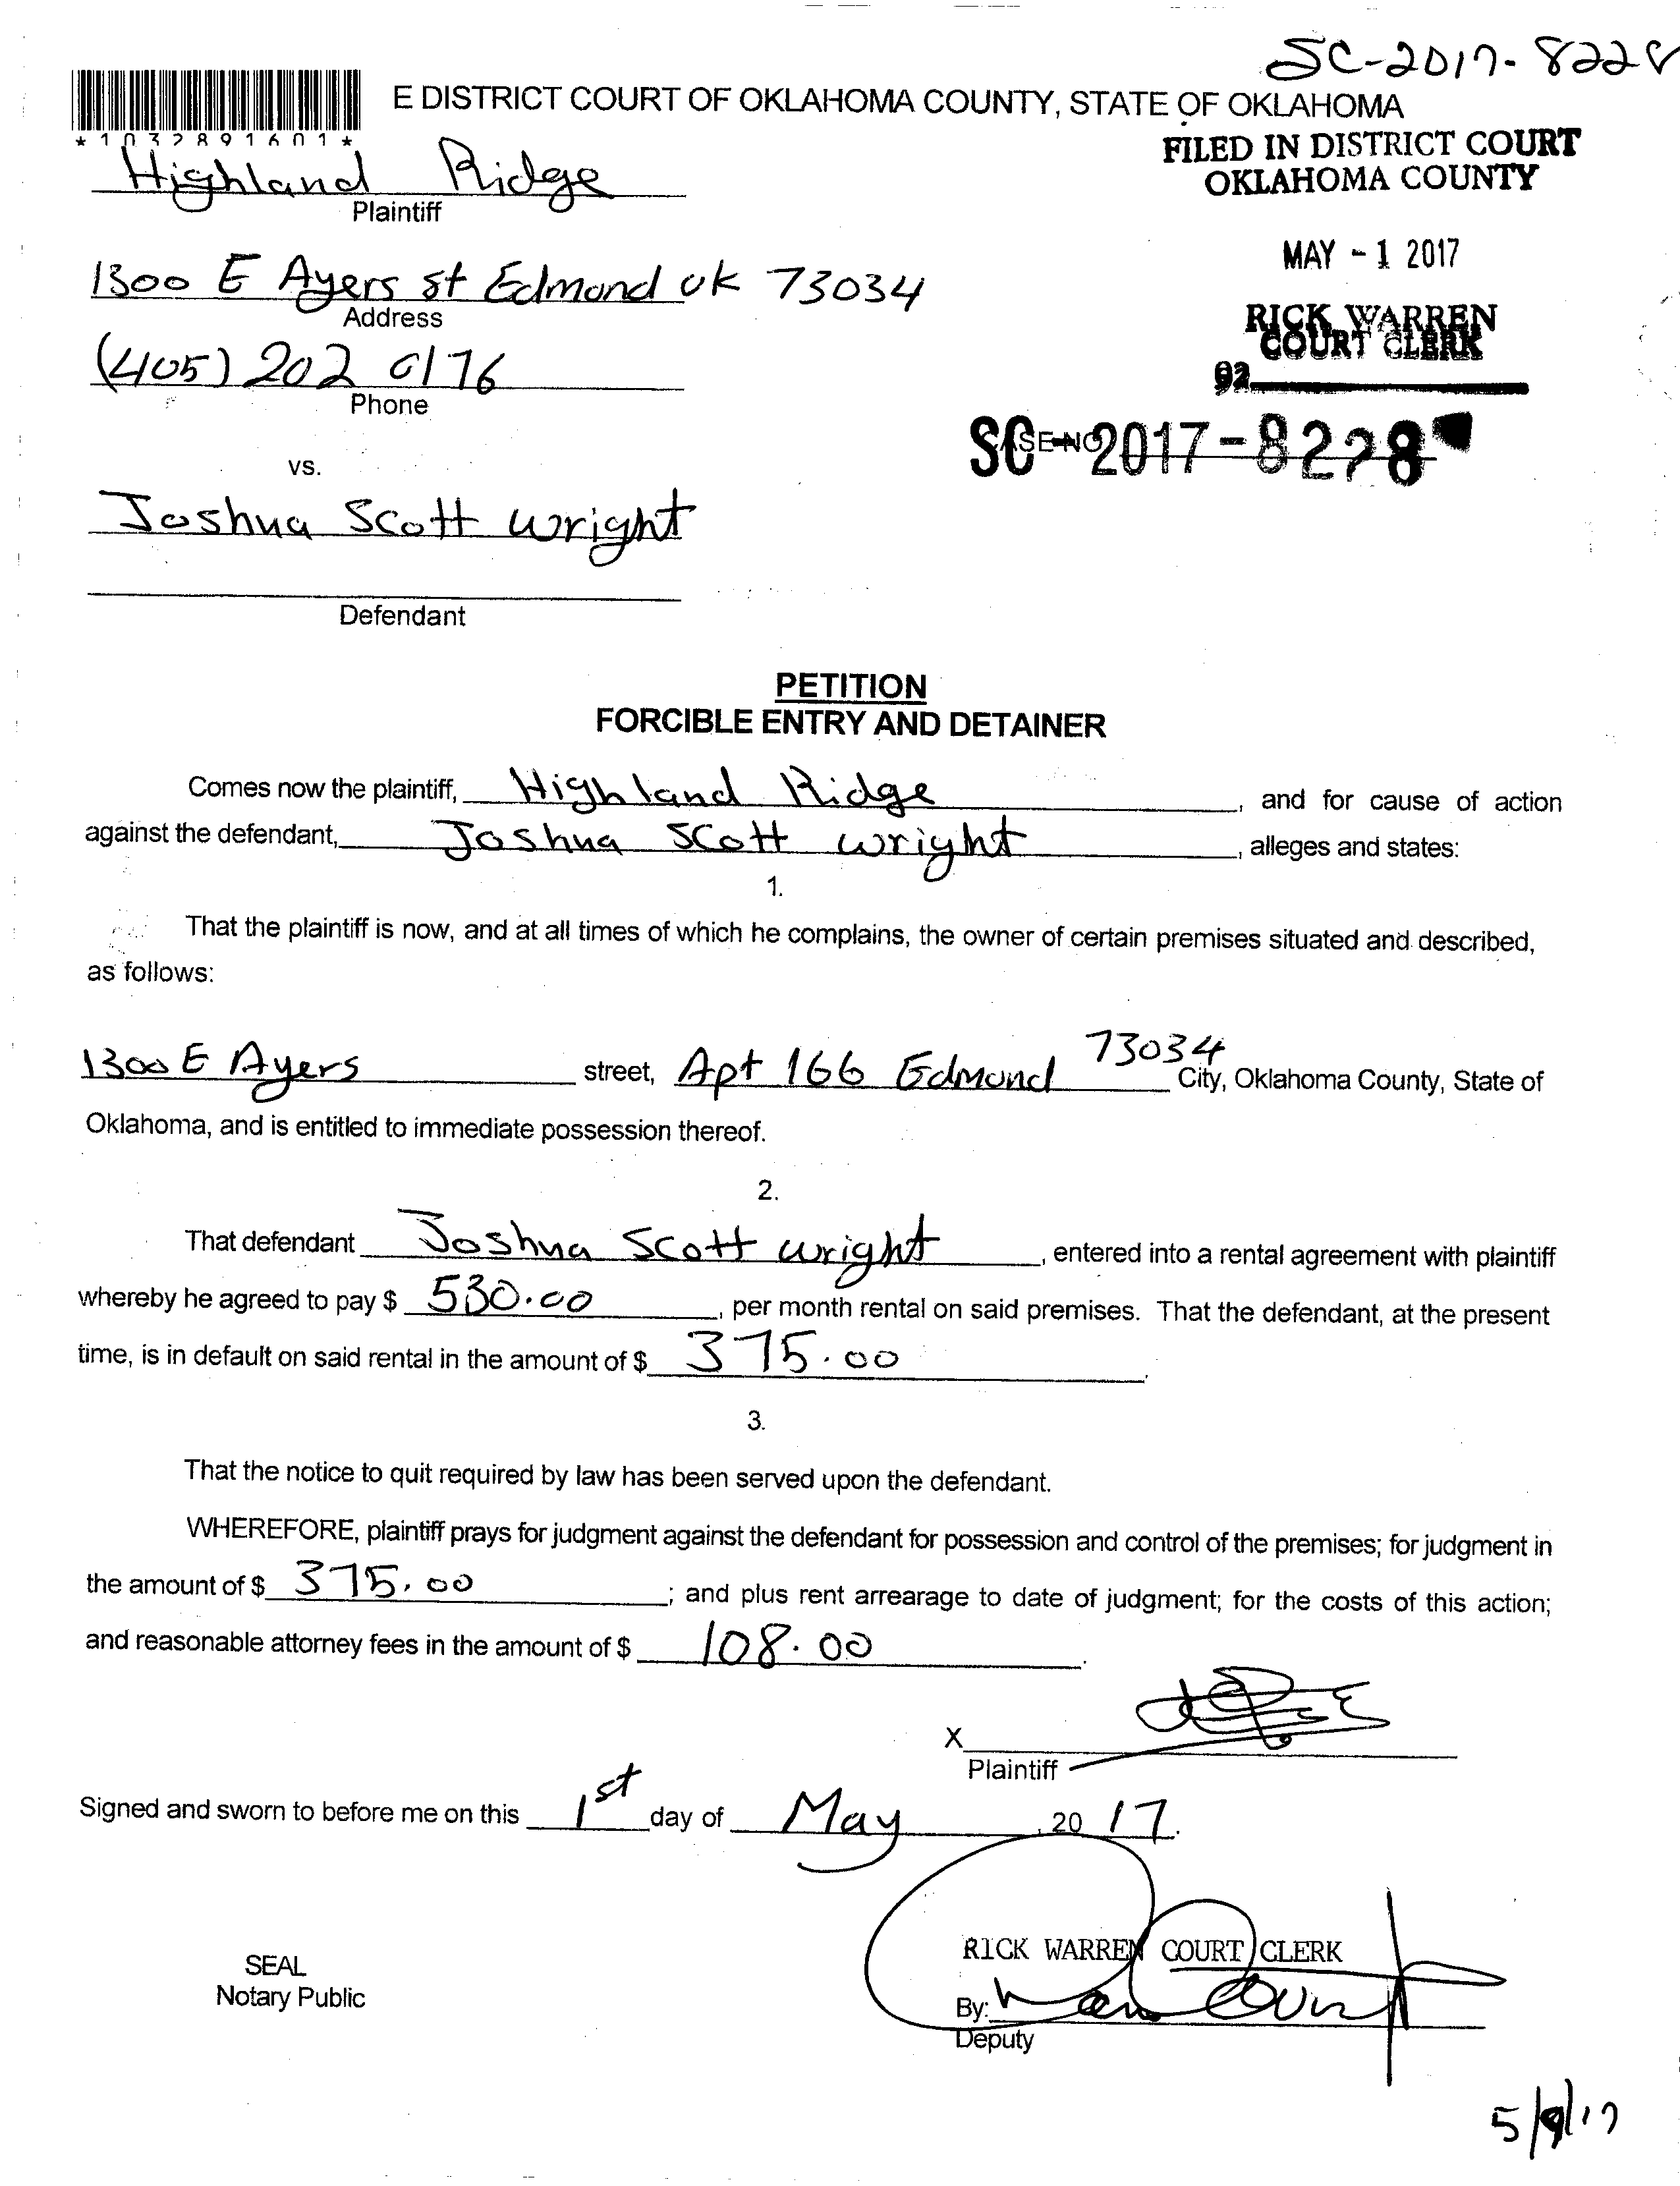 SC-2017-8228
E DISTRICT COURT OF OKLAHOMA COUNTY, STATE OF OKLAHOMA
*1032891601*
FILED IN DISTRICT COURT
OKLAHOMA COUNTY
Highland Ridge
Plaintiff
MAY -1 2017
1300 E Ayers st Edmond ok 73034
Address
RICK WARREN
COURT CLERK
92
(405) 202 0176
Phone
SC-2017-8228
CASE NO
vs.
Joshua Scott Wright
Defendant
PETITION
FORCIBLE ENTRY AND DETAINER
Comes now the plaintiff, Highland Ridge, and for cause of action
against the defendant, Joshua Scott Wright, alleges and states:
1.
That the plaintiff is now, and at all times of which he complains, the owner of certain premises situated and described,
as follows:
1300 E Ayers street, Apt 166 Edmond 73034 City, Oklahoma County, State of
Oklahoma, and is entitled to immediate possession thereof.
2.
That defendant Joshua Scott Wright, entered into a rental agreement with plaintiff
whereby he agreed to pay $ 530.00, per month rental on said premises. That the defendant, at the present
time, is in default on said rental in the amount of $ 375.00.
3.
That the notice to quit required by law has been served upon the defendant.
WHEREFORE, plaintiff prays for judgment against the defendant for possession and control of the premises; for judgment in
the amount of $ 375.00; and plus rent arrearage to date of judgment; for the costs of this action;
and reasonable attorney fees in the amount of $ 108.00.
X
Plaintiff
Signed and sworn to before me on this 1st day of May, 2017.
RICK WARREN COURT CLERK
SEAL
Notary Public
By:
Deputy
5/9/17